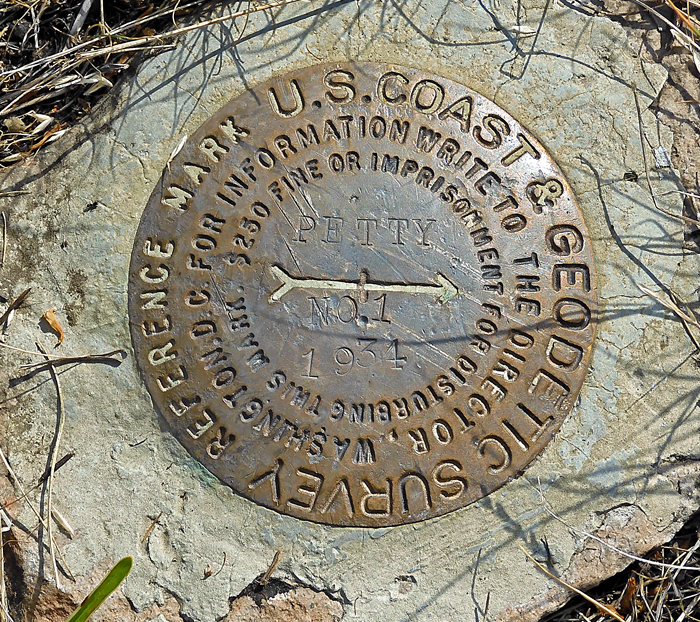 U.S. COAST & GEODETIC SURVEY
REFERENCE MARK
FOR INFORMATION WRITE TO THE DIRECTOR, WASHINGTON, D.C.
$250 FINE OR IMPRISONMENT FOR DISTURBING THIS MARK.
PETTY
NO.1
1934